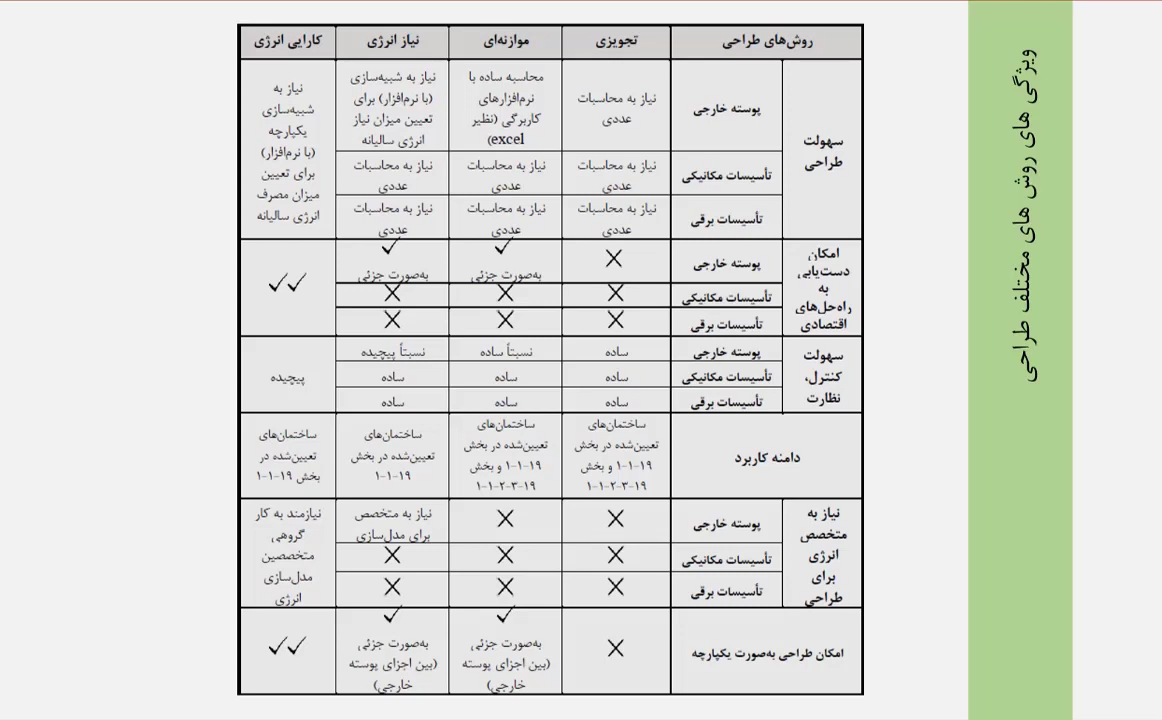 ویژگی های روش های مختلف طراحی
روش‌های طراحی
تجویزی
موازنه‌ای
نیاز انرژی
کارایی انرژی
سهولت
طراحی
پوسته خارجی
نیاز به محاسبات
عددی
محاسبه ساده با
نرم‌افزارهای
کاربرگی (نظیر
excel)
نیاز به شبیه‌سازی
(با نرم‌افزار) برای
تعیین میزان نیاز
انرژی سالیانه
نیاز به
شبیه‌سازی
یکپارچه
(با نرم‌افزار)
برای تعیین
میزان مصرف
انرژی سالیانه
تأسیسات مکانیکی
نیاز به محاسبات
عددی
نیاز به محاسبات
عددی
نیاز به محاسبات
عددی
تأسیسات برقی
نیاز به محاسبات
عددی
نیاز به محاسبات
عددی
نیاز به محاسبات
عددی
امکان
دست‌یابی
به
راه‌حل‌های
اقتصادی
پوسته خارجی
به‌صورت جزئی
به‌صورت جزئی
تأسیسات مکانیکی
تأسیسات برقی
سهولت
کنترل،
نظارت
پوسته خارجی
ساده
نسبتاً ساده
نسبتاً پیچیده
پیچیده
تأسیسات مکانیکی
ساده
ساده
ساده
تأسیسات برقی
ساده
ساده
ساده
دامنه کاربرد
ساختمان‌های
تعیین‌شده در بخش
۱۹-۱-۱ و بخش
۱۹-۳-۲-۱-۱
ساختمان‌های
تعیین‌شده در بخش
۱۹-۱-۱ و بخش
۱۹-۳-۲-۱-۱
ساختمان‌های
تعیین‌شده در بخش
۱۹-۱-۱
ساختمان‌های
تعیین‌شده در
بخش ۱۹-۱-۱
نیاز به
متخصص
انرژی
برای
طراحی
پوسته خارجی
نیاز به متخصص
برای مدل‌سازی
نیازمند به کار
گروهی
متخصصین
مدل‌سازی
انرژی
تأسیسات مکانیکی
تأسیسات برقی
امکان طراحی به‌صورت یکپارچه
به‌صورت جزئی
(بین اجزای پوسته
خارجی)
به‌صورت جزئی
(بین اجزای پوسته
خارجی)